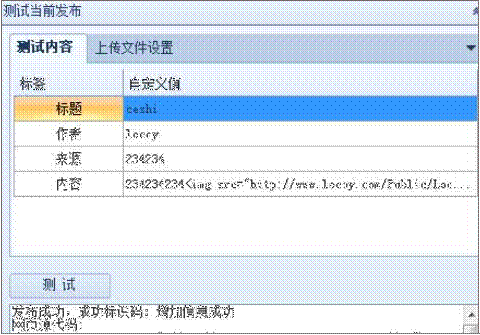 测试当前发布
测试内容 上传文件设置
标签 自定义值
标题 ceshi
作者 locoy
来源 234234
内容 234234234<img src="http://www.locoy.com/Public/Loc...
测 试
发布成功，成功标识码：增加信息成功
网页源代码：